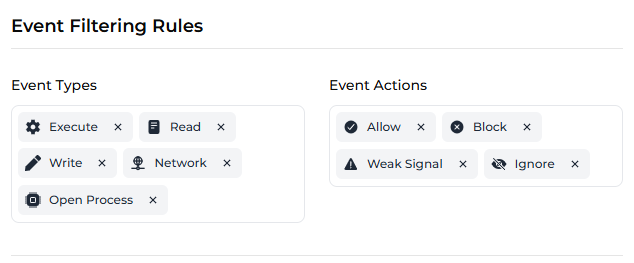 Event Filtering Rules
Event Types
Execute × Read ×
Write × Network ×
Open Process ×
Event Actions
Allow × Block ×
Weak Signal × Ignore ×